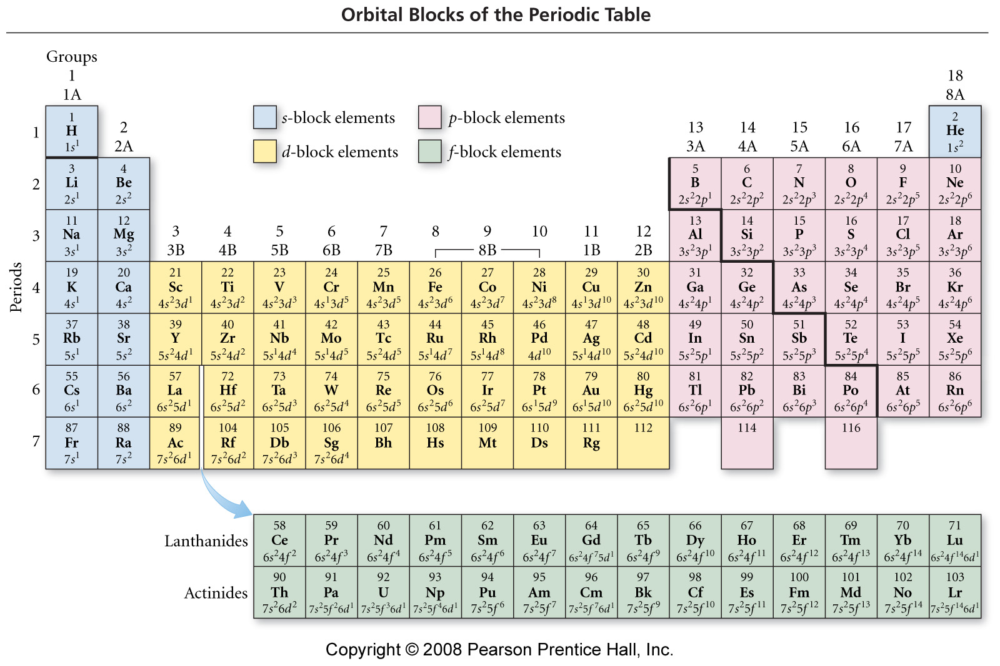 Orbital Blocks of the Periodic Table
Groups
1 18
1A 8A
s-block elements p-block elements
d-block elements f-block elements
2 13 14 15 16 17
2A 3A 4A 5A 6A 7A
3 4 5 6 7 8 9 10 11 12
3B 4B 5B 6B 7B 8B 1B 2B
Periods
1 2
1 H He
1s¹ 1s²
3 4 5 6 7 8 9 10
2 Li Be B C N O F Ne
2s¹ 2s² 2s²2p¹ 2s²2p² 2s²2p³ 2s²2p⁴ 2s²2p⁵ 2s²2p⁶
11 12 13 14 15 16 17 18
3 Na Mg Al Si P S Cl Ar
3s¹ 3s² 3s²3p¹ 3s²3p² 3s²3p³ 3s²3p⁴ 3s²3p⁵ 3s²3p⁶
19 20 21 22 23 24 25 26 27 28 29 30 31 32 33 34 35 36
4 K Ca Sc Ti V Cr Mn Fe Co Ni Cu Zn Ga Ge As Se Br Kr
4s¹ 4s² 4s²3d¹ 4s²3d² 4s²3d³ 4s¹3d⁵ 4s²3d⁵ 4s²3d⁶ 4s²3d⁷ 4s²3d⁸ 4s¹3d¹⁰ 4s²3d¹⁰ 4s²4p¹ 4s²4p² 4s²4p³ 4s²4p⁴ 4s²4p⁵ 4s²4p⁶
37 38 39 40 41 42 43 44 45 46 47 48 49 50 51 52 53 54
5 Rb Sr Y Zr Nb Mo Tc Ru Rh Pd Ag Cd In Sn Sb Te I Xe
5s¹ 5s² 5s²4d¹ 5s²4d² 5s¹4d⁴ 5s¹4d⁵ 5s²4d⁵ 5s¹4d⁷ 5s¹4d⁸ 4d¹⁰ 5s¹4d¹⁰ 5s²4d¹⁰ 5s²5p¹ 5s²5p² 5s²5p³ 5s²5p⁴ 5s²5p⁵ 5s²5p⁶
55 56 57 72 73 74 75 76 77 78 79 80 81 82 83 84 85 86
6 Cs Ba La Hf Ta W Re Os Ir Pt Au Hg Tl Pb Bi Po At Rn
6s¹ 6s² 6s²5d¹ 6s²5d² 6s²5d³ 6s²5d⁴ 6s²5d⁵ 6s²5d⁶ 6s²5d⁷ 6s¹5d⁹ 6s¹5d¹⁰ 6s²5d¹⁰ 6s²6p¹ 6s²6p² 6s²6p³ 6s²6p⁴ 6s²6p⁵ 6s²6p⁶
87 88 89 104 105 106 107 108 109 110 111 112 114 116
7 Fr Ra Ac Rf Db Sg Bh Hs Mt Ds Rg
7s¹ 7s² 7s²6d¹ 7s²6d² 7s²6d³ 7s²6d⁴
58 59 60 61 62 63 64 65 66 67 68 69 70 71
Lanthanides Ce Pr Nd Pm Sm Eu Gd Tb Dy Ho Er Tm Yb Lu
6s²4f² 6s²4f³ 6s²4f⁴ 6s²4f⁵ 6s²4f⁶ 6s²4f⁷ 6s²4f⁷5d¹ 6s²4f⁹ 6s²4f¹⁰ 6s²4f¹¹ 6s²4f¹² 6s²4f¹³ 6s²4f¹⁴ 6s²4f¹⁴6d¹
90 91 92 93 94 95 96 97 98 99 100 101 102 103
Actinides Th Pa U Np Pu Am Cm Bk Cf Es Fm Md No Lr
7s²6d² 7s²5f²6d¹ 7s²5f³6d¹ 7s²5f⁴6d¹ 7s²5f⁶ 7s²5f⁷ 7s²5f⁷6d¹ 7s²5f⁹ 7s²5f¹⁰ 7s²5f¹¹ 7s²5f¹² 7s²5f¹³ 7s²5f¹⁴ 7s²5f¹⁴6d¹
Copyright © 2008 Pearson Prentice Hall, Inc.